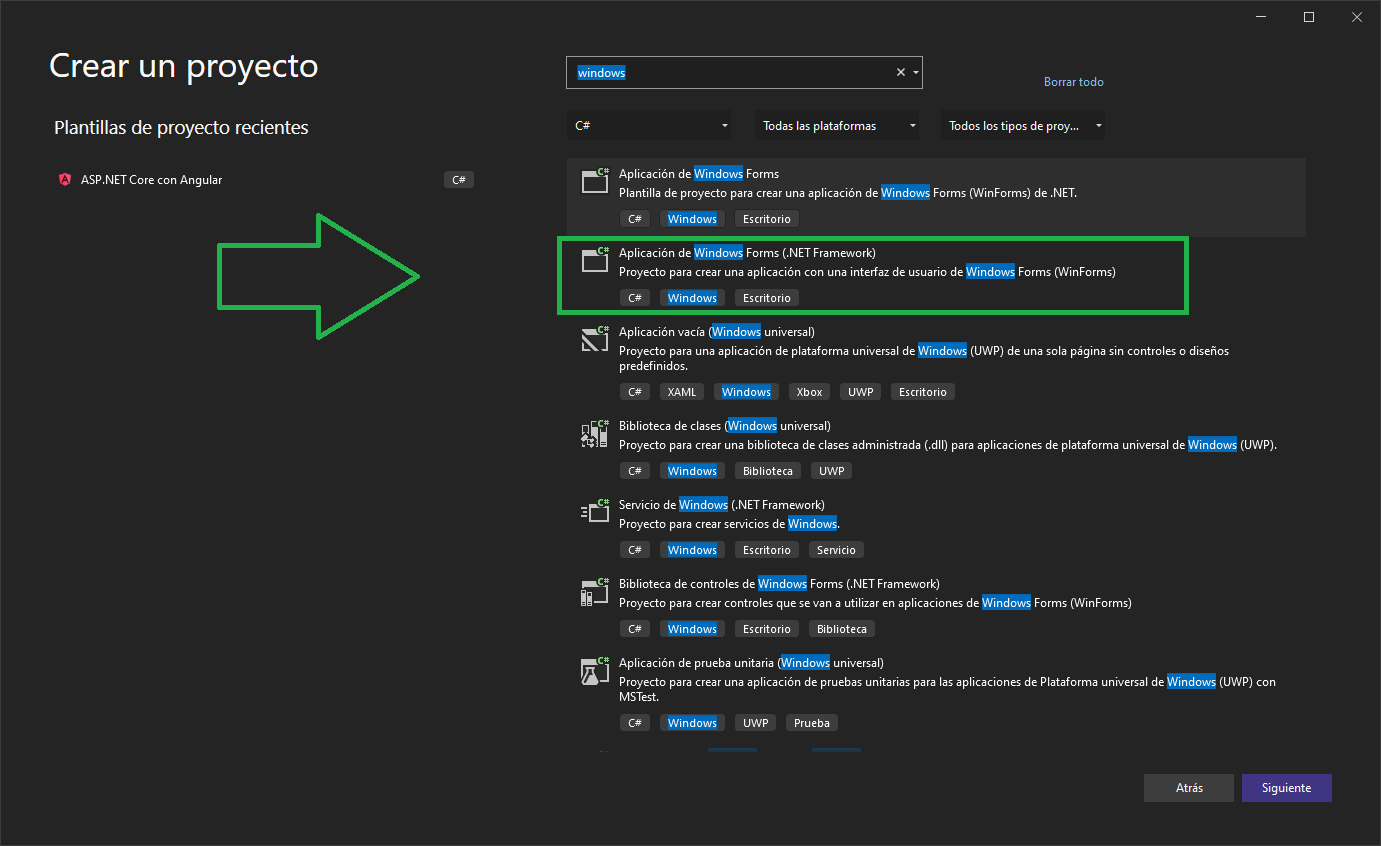 Crear un proyecto
Plantillas de proyecto recientes
ASP.NET Core con Angular
C#
windows
Borrar todo
C#
Todas las plataformas
Todos los tipos de proy...
C#
Aplicación de Windows Forms
Plantilla de proyecto para crear una aplicación de Windows Forms (WinForms) de .NET.
C# Windows Escritorio
C#
Aplicación de Windows Forms (.NET Framework)
Proyecto para crear una aplicación con una interfaz de usuario de Windows Forms (WinForms)
C# Windows Escritorio
C#
Aplicación vacía (Windows universal)
Proyecto para una aplicación de plataforma universal de Windows (UWP) de una sola página sin controles o diseños
predefinidos.
C# XAML Windows Xbox UWP Escritorio
C#
Biblioteca de clases (Windows universal)
Proyecto para crear una biblioteca de clases administrada (.dll) para aplicaciones de plataforma universal de Windows (UWP).
C# Windows Biblioteca UWP
C#
Servicio de Windows (.NET Framework)
Proyecto para crear servicios de Windows.
C# Windows Escritorio Servicio
C#
Biblioteca de controles de Windows Forms (.NET Framework)
Proyecto para crear controles que se van a utilizar en aplicaciones de Windows Forms (WinForms)
C# Windows Escritorio Biblioteca
C#
Aplicación de prueba unitaria (Windows universal)
Proyecto para crear una aplicación de pruebas unitarias para las aplicaciones de Plataforma universal de Windows (UWP) con
MSTest.
C# Windows UWP Prueba
Atrás
Siguiente